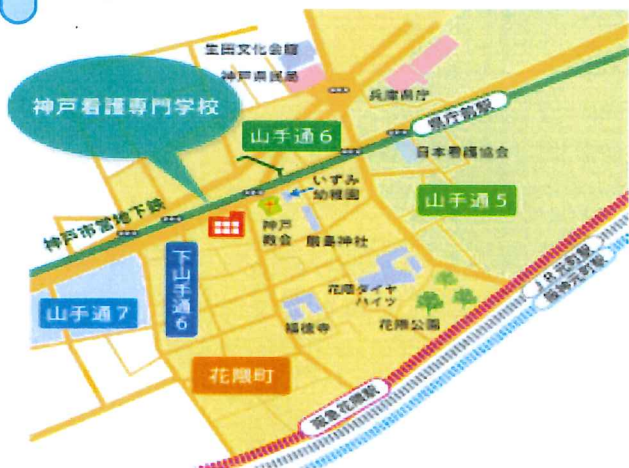 生田文化会館
神戸県民局
神戸看護専門学校
兵庫県庁
県庁前駅
山手通6
日本看護協会
いずみ
幼稚園
山手通5
神戸市営地下鉄
神戸
教会
厳島神社
下山手通6
山手通7
花隈ダイヤ
ハイツ
福徳寺
花隈公園
JR元町駅
阪神元町駅
花隈町
阪急花隈駅